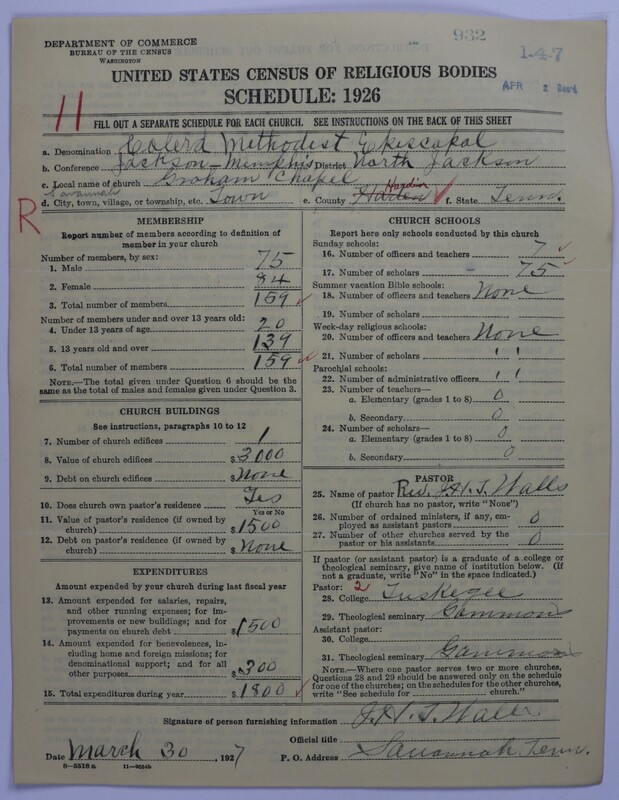 DEPARTMENT OF COMMERCE
BUREAU OF THE CENSUS
WASHINGTON
932
1-4-7
APR 2
UNITED STATES CENSUS OF RELIGIOUS BODIES
SCHEDULE: 1926
11
FILL OUT A SEPARATE SCHEDULE FOR EACH CHURCH. SEE INSTRUCTIONS ON THE BACK OF THIS SHEET
a. Denomination Colerd Methodist Episcopal
b. Conference Jackson-Memphis District North Jackson
c. Local name of church Graham Chapel
Savannah
d. City, town, village, or township, etc. Town e. County Harden Hardin f. State Tenn.
R
MEMBERSHIP
Report number of members according to definition of
member in your church
Number of members, by sex:
1. Male 75
2. Female 84
3. Total number of members 159
Number of members under and over 13 years old:
4. Under 13 years of age 20
5. 13 years old and over 139
6. Total number of members 159
NOTE.—The total given under Question 6 should be
the same as the total of males and females given under Question 3.
CHURCH BUILDINGS
See instructions, paragraphs 10 to 12
7. Number of church edifices 1
8. Value of church edifices $ 3000
9. Debt on church edifices $ None
10. Does church own pastor's residence Yes
Yes or No
11. Value of pastor's residence (if owned by
church) $ 1500
12. Debt on pastor's residence (if owned by
church) $ None
EXPENDITURES
Amount expended by your church during last fiscal year
13. Amount expended for salaries, repairs,
and other running expenses; for im-
provements or new buildings; and for
payments on church debt $ 1500
14. Amount expended for benevolences, in-
cluding home and foreign missions; for
denominational support; and for all
other purposes $ 300
15. Total expenditures during year $ 1800
CHURCH SCHOOLS
Report here only schools conducted by this church
Sunday schools:
16. Number of officers and teachers 7
17. Number of scholars 75
Summer vacation Bible schools:
18. Number of officers and teachers None
19. Number of scholars
Week-day religious schools:
20. Number of officers and teachers None
21. Number of scholars ''
Parochial schools:
22. Number of administrative officers ''
23. Number of teachers—
a. Elementary (grades 1 to 8) 0
b. Secondary 0
24. Number of scholars—
a. Elementary (grades 1 to 8) 0
b. Secondary 0
PASTOR
25. Name of pastor Rev. J.H.T. Walls
(If church has no pastor, write "None")
26. Number of ordained ministers, if any, em-
ployed as assistant pastors 0
27. Number of other churches served by the
pastor or his assistants 0
If pastor (or assistant pastor) is a graduate of a college or
theological seminary, give name of institution below. (If
not a graduate, write "No" in the space indicated.)
Pastor: 2
28. College Tuskegee
29. Theological seminary Gammons
Assistant pastor:
30. College
31. Theological seminary Gammons
NOTE.—Where one pastor serves two or more churches,
Questions 28 and 29 should be answered only on the schedule
for one of the churches; on the schedules for the other churches,
write "See schedule for church."
Signature of person furnishing information J.H.T. Walls
Official title
Date March 30, 1927 P. O. Address Savannah, Tenn.
8-5518 a